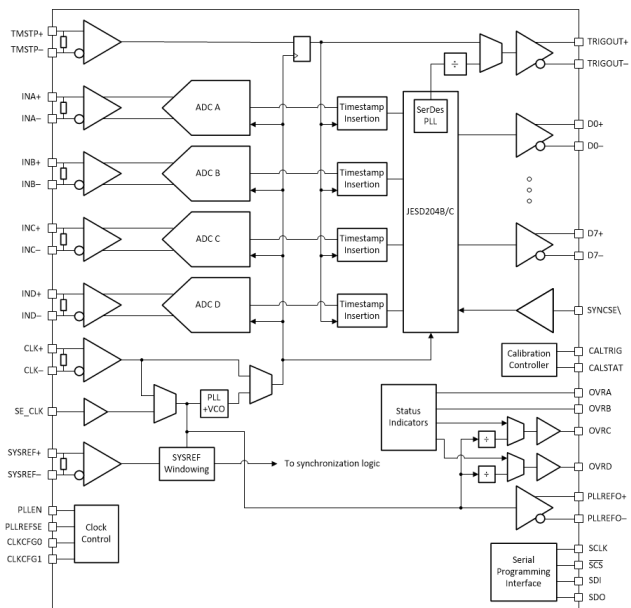 TMSTP+
TMSTP−
INA+
INA−
INB+
INB−
INC+
INC−
IND+
IND−
CLK+
CLK−
SE_CLK
SYSREF+
SYSREF−
PLLEN
PLLREFSE
CLKCFG0
CLKCFG1
ADC A
ADC B
ADC C
ADC D
PLL
+VCO
SYSREF
Windowing
To synchronization logic
Clock
Control
Timestamp
Insertion
Timestamp
Insertion
Timestamp
Insertion
Timestamp
Insertion
SerDes
PLL
JESD204B/C
÷
Calibration
Controller
Status
Indicators
÷
÷
Serial
Programming
Interface
TRIGOUT+
TRIGOUT−
D0+
D0−
D7+
D7−
SYNCSE\
CALTRIG
CALSTAT
OVRA
OVRB
OVRC
OVRD
PLLREFO+
PLLREFO−
SCLK
SCS
SDI
SDO